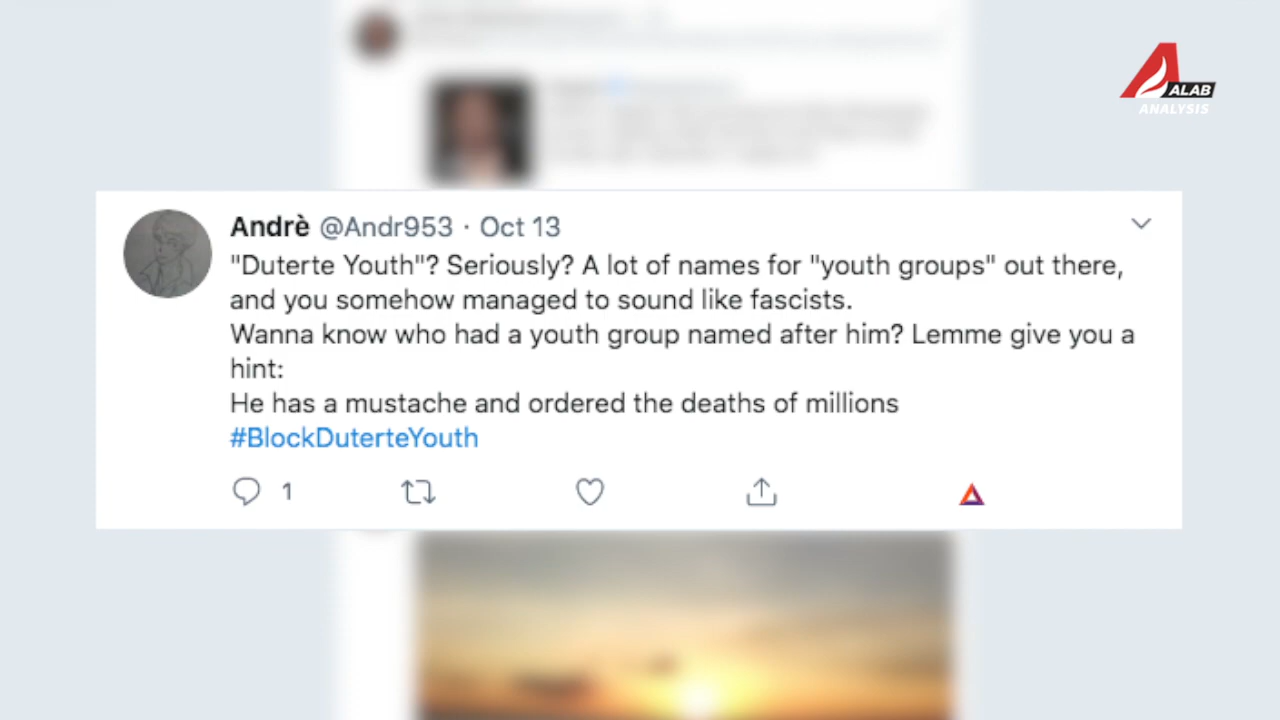 ALAB
ANALYSIS
Andrè @Andr953 · Oct 13
"Duterte Youth"? Seriously? A lot of names for "youth groups" out there,
and you somehow managed to sound like fascists.
Wanna know who had a youth group named after him? Lemme give you a
hint:
He has a mustache and ordered the deaths of millions
#BlockDuterteYouth
1